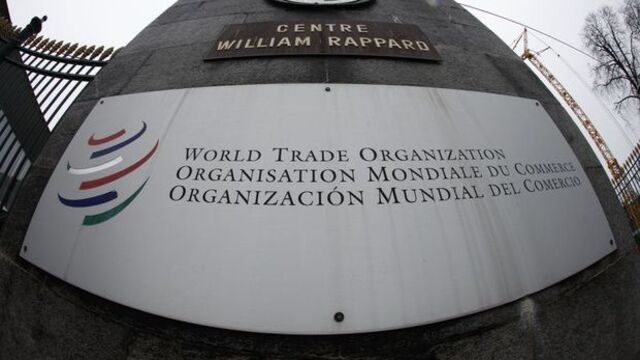 CENTRE
WILLIAM RAPPARD
WORLD TRADE ORGANIZATION
ORGANISATION MONDIALE DU COMMERCE
ORGANIZACIÓN MUNDIAL DEL COMERCIO